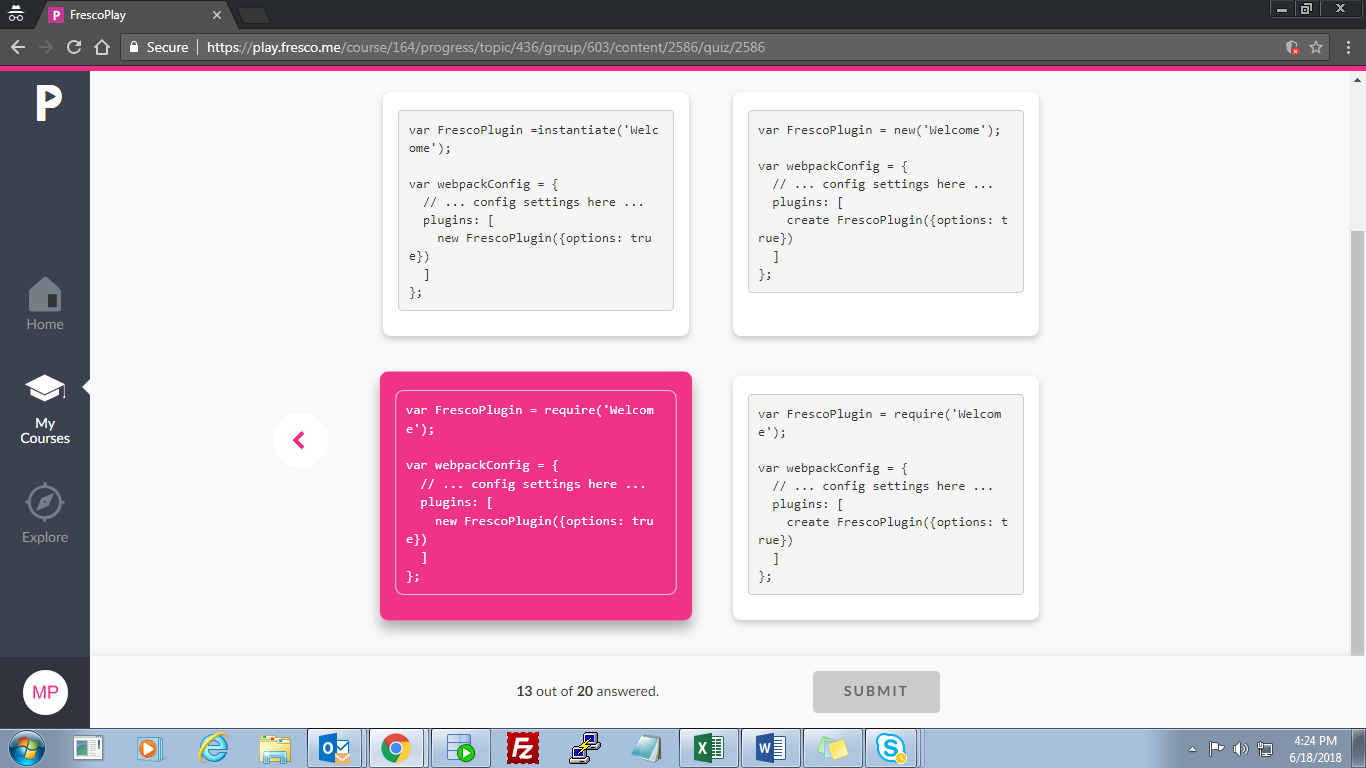 FrescoPlay
Secure
https://play.fresco.me/course/164/progress/topic/436/group/603/content/2586/quiz/2586
P
Home
My
Courses
Explore
MP
var FrescoPlugin =instantiate('Welc
ome');
var webpackConfig = {
// ... config settings here ...
plugins: [
new FrescoPlugin({options: tru
e})
]
};
var FrescoPlugin = new('Welcome');
var webpackConfig = {
// ... config settings here ...
plugins: [
create FrescoPlugin({options: t
rue})
]
};
var FrescoPlugin = require('Welcom
e');
var webpackConfig = {
// ... config settings here ...
plugins: [
new FrescoPlugin({options: tru
e})
]
};
var FrescoPlugin = require('Welcom
e');
var webpackConfig = {
// ... config settings here ...
plugins: [
create FrescoPlugin({options: t
rue})
]
};
13 out of 20 answered.
SUBMIT
4:24 PM
6/18/2018